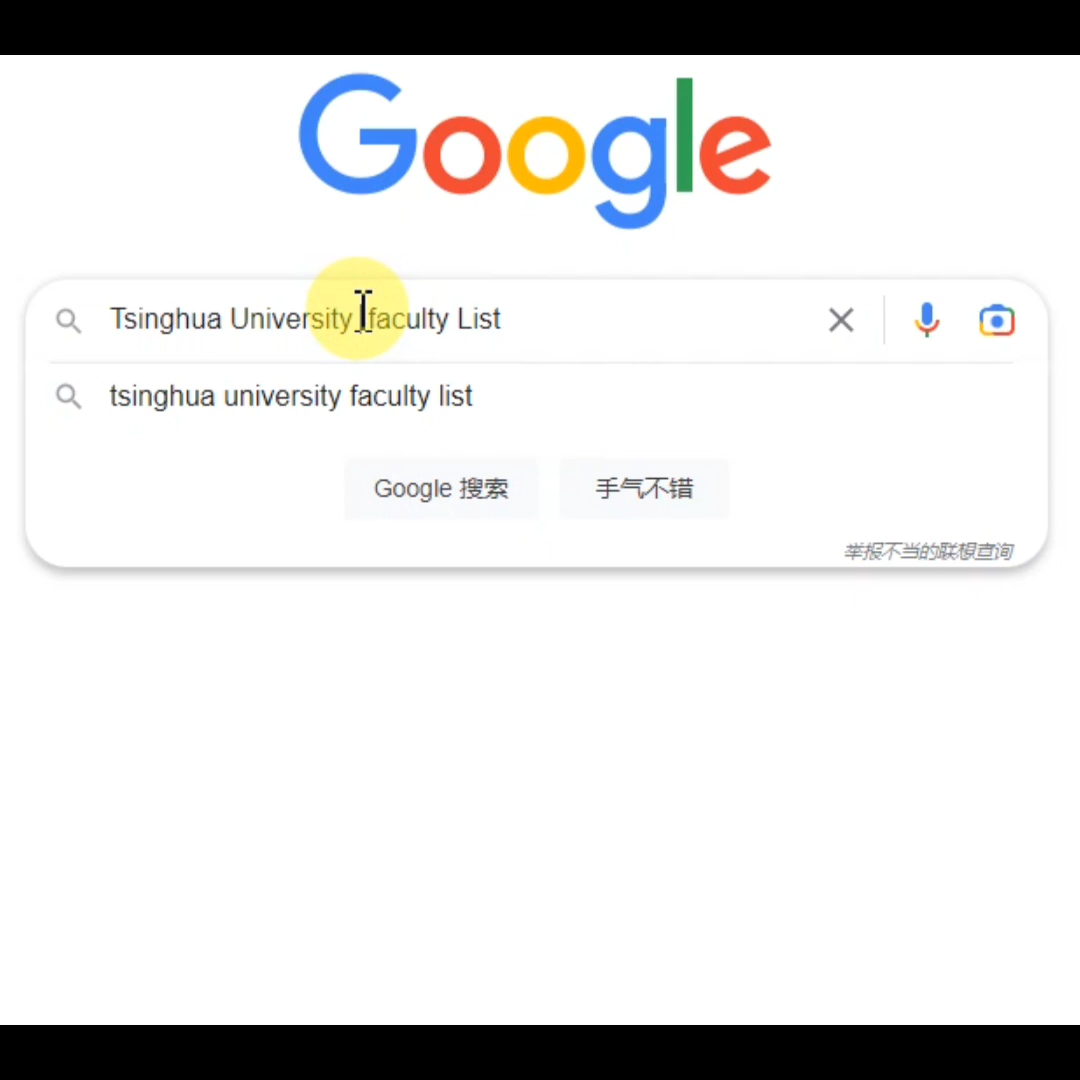 Google
Tsinghua University faculty List
tsinghua university faculty list
Google 搜索
手气不错
举报不当的联想查询